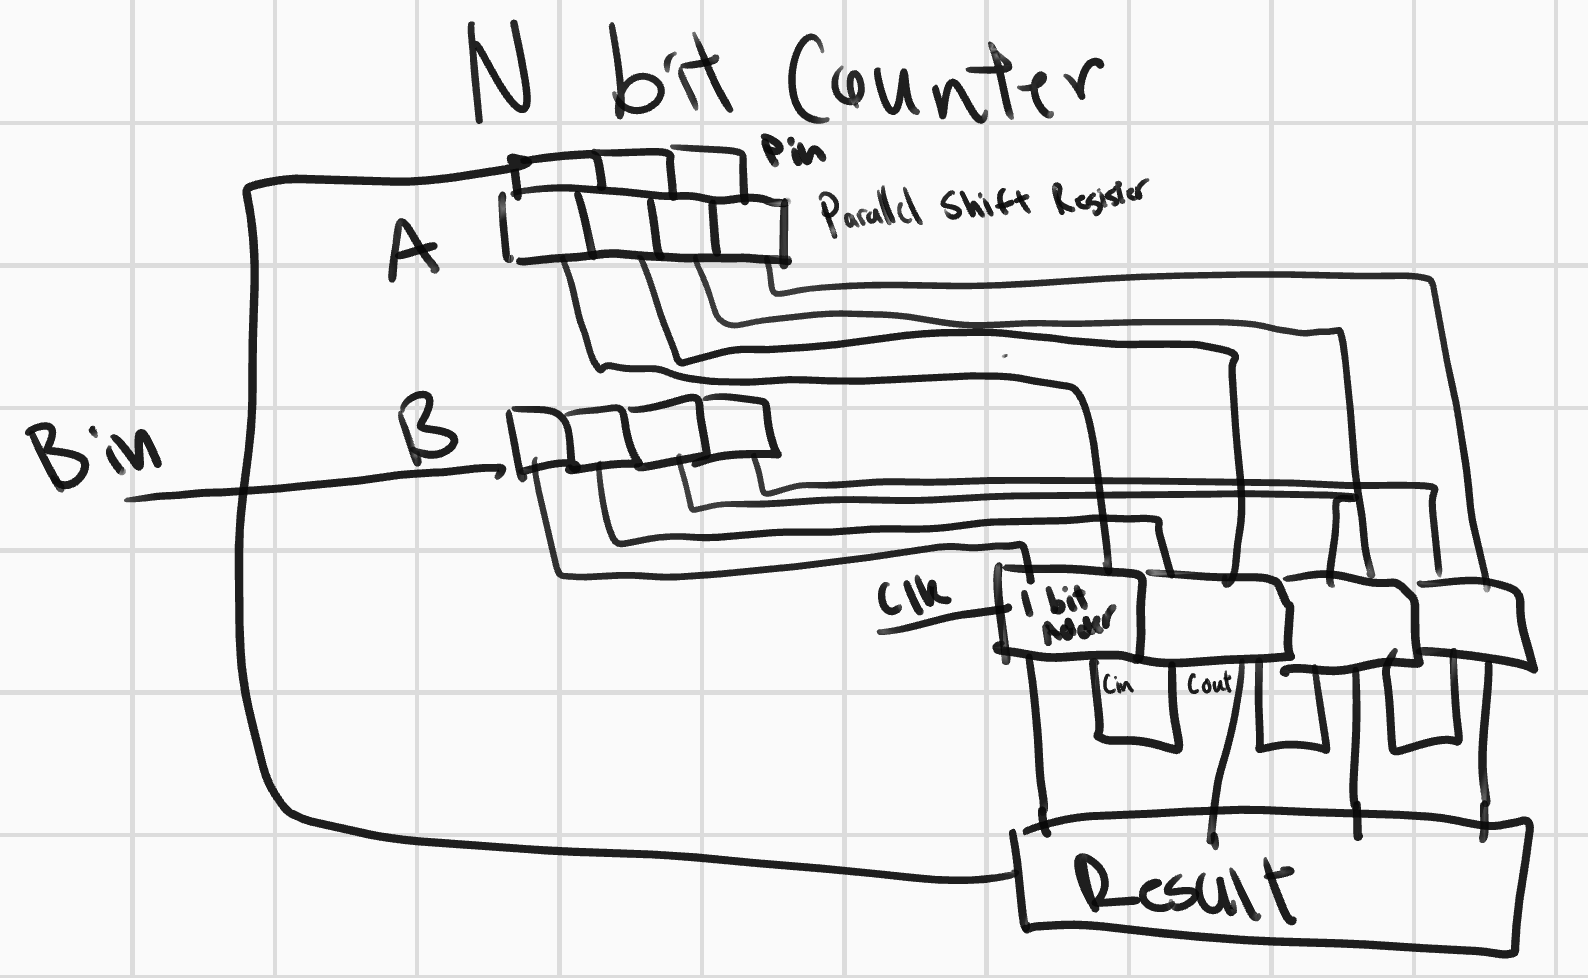 N bit Counter
Pin
Parallel Shift Register
A
B
Bin
Clk
1 bit
Adder
Cin
Cout
Result